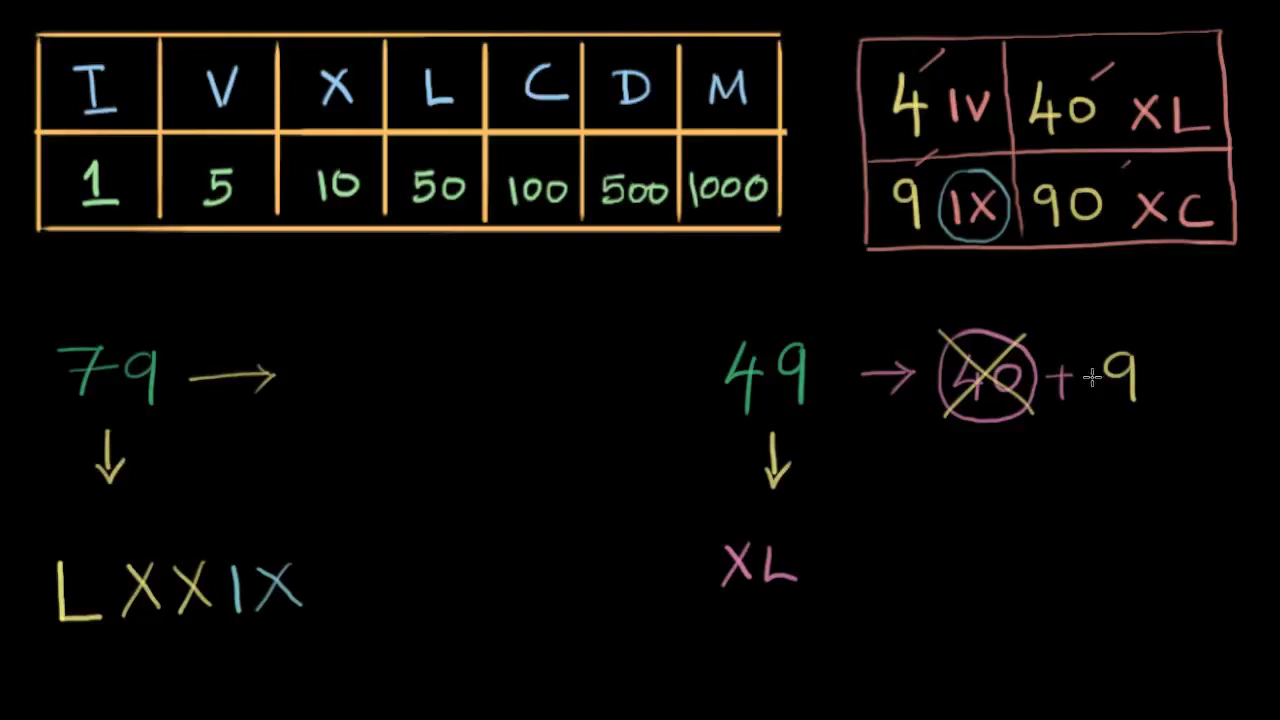 I V X L C D M
1 5 10 50 100 500 1000
4 IV 40 XL
9 IX 90 XC
79 →
49 → 40 + 9
↓
↓
LXXIX
XL